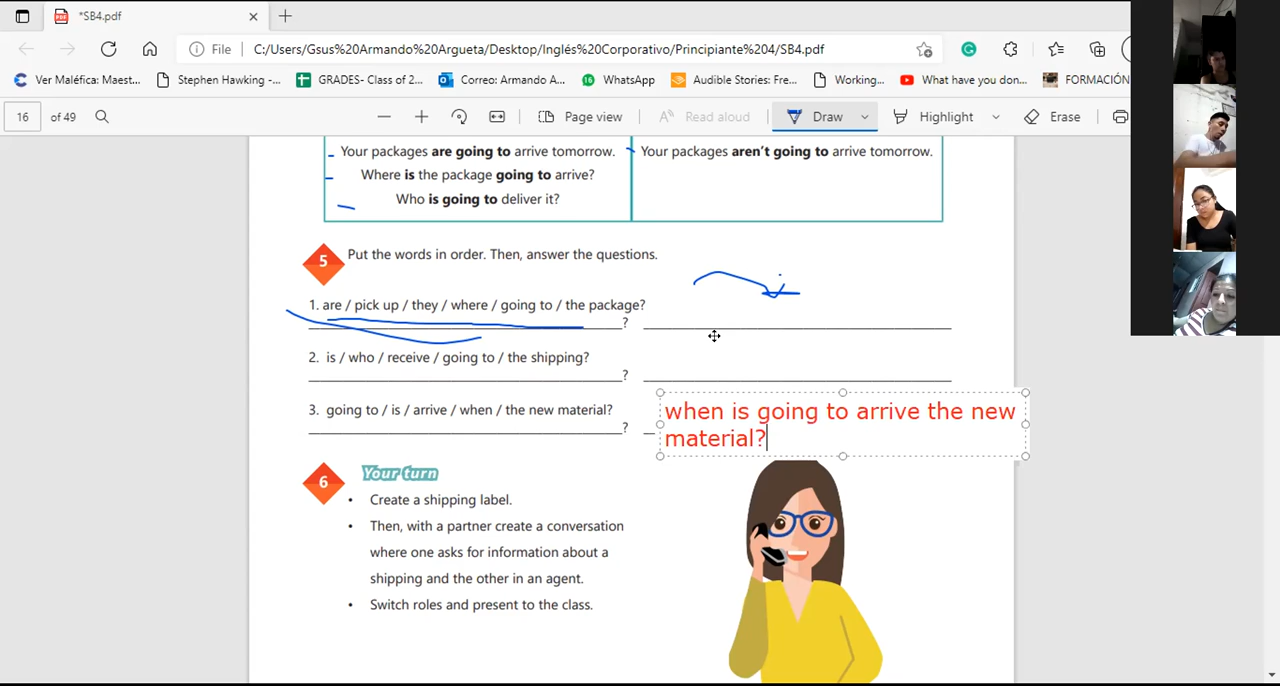 *SB4.pdf
File
C:/Users/Gsus%20Armando%20Argueta/Desktop/Inglés%20Corporativo/Principiante%204/SB4.pdf
Ver Maléfica: Maest... Stephen Hawking -... GRADES- Class of 2... Correo: Armando A... WhatsApp Audible Stories: Fre... Working... What have you don... FORMACIÓN
16 of 49 Page view Read aloud Draw Highlight Erase
Your packages are going to arrive tomorrow. Your packages aren't going to arrive tomorrow.
Where is the package going to arrive?
Who is going to deliver it?
5 Put the words in order. Then, answer the questions.
1. are / pick up / they / where / going to / the package?
?
2. is / who / receive / going to / the shipping?
?
3. going to / is / arrive / when / the new material?
?
when is going to arrive the new
material?
6 Your turn
• Create a shipping label.
• Then, with a partner create a conversation
where one asks for information about a
shipping and the other in an agent.
• Switch roles and present to the class.